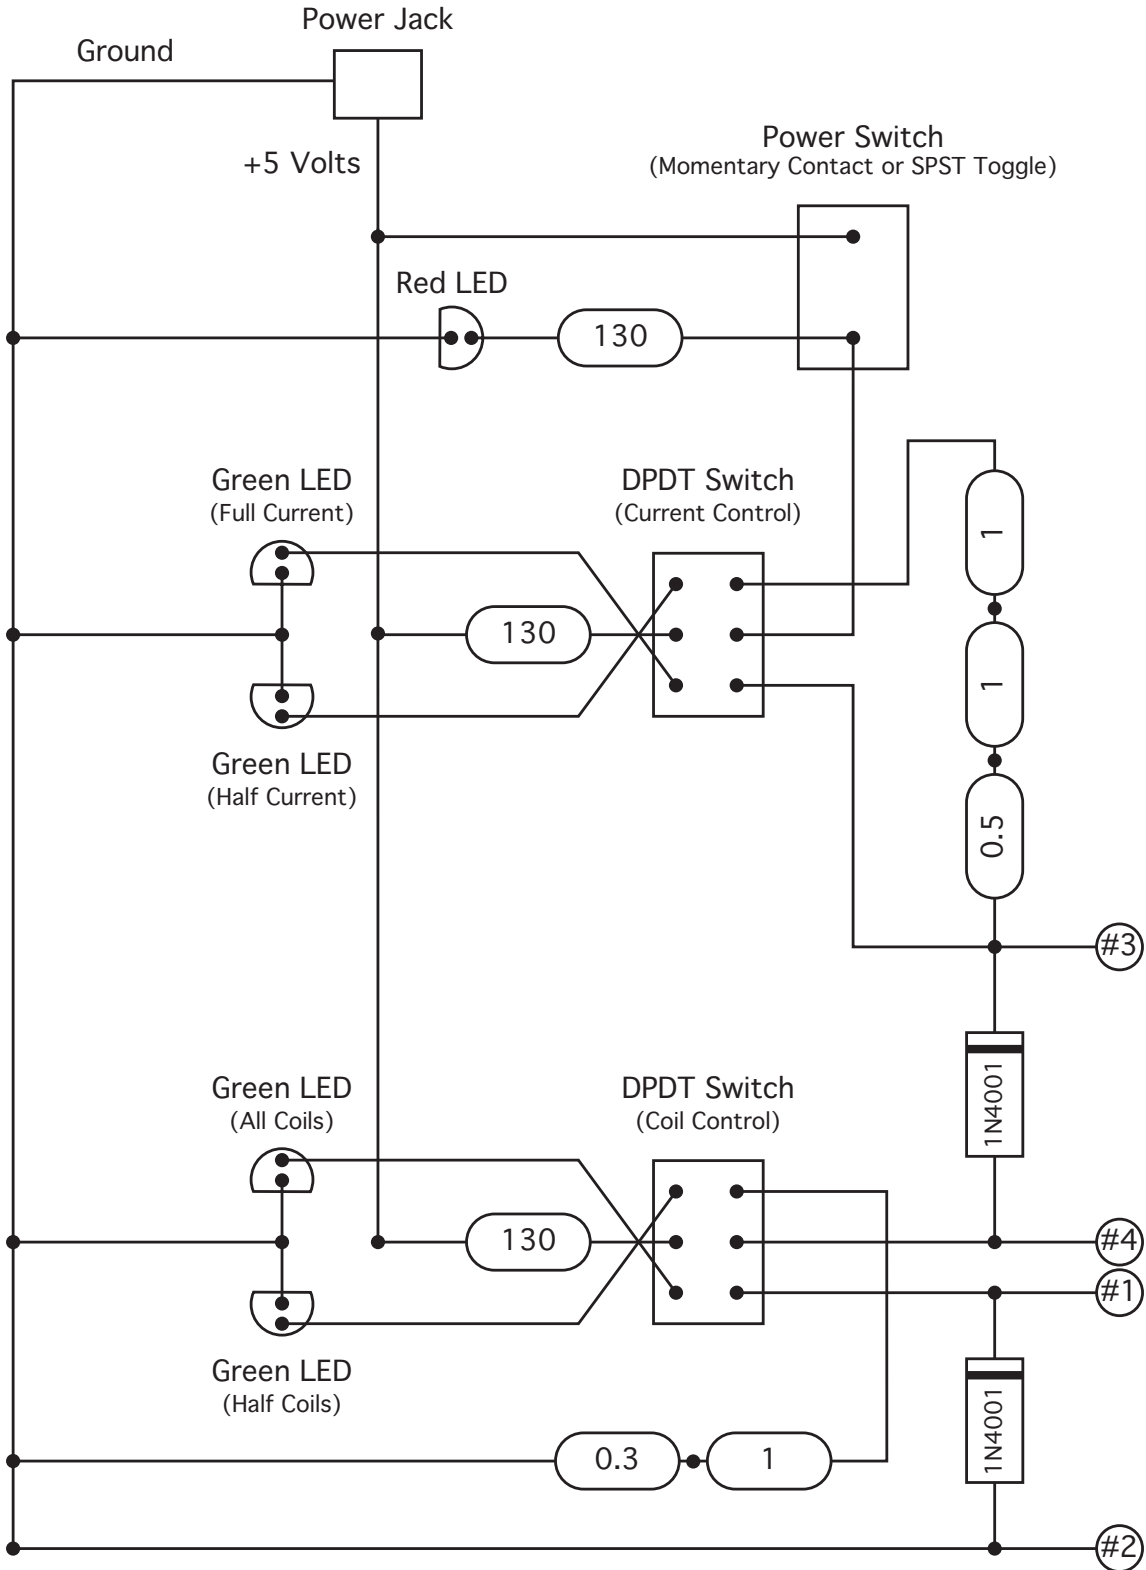 Power Jack
Ground
+5 Volts
Power Switch
(Momentary Contact or SPST Toggle)
Red LED
130
Green LED
(Full Current)
DPDT Switch
(Current Control)
1
130
1
Green LED
(Half Current)
0.5
#3
1N4001
Green LED
(All Coils)
DPDT Switch
(Coil Control)
130
#4
#1
Green LED
(Half Coils)
1N4001
0.3
1
#2